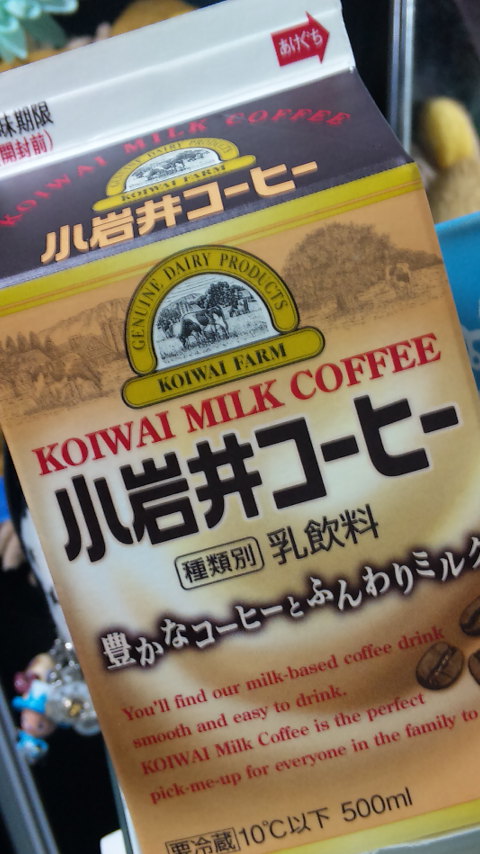 あけぐち
味期限
開封前)
KOIWAI MILK COFFEE
GENUINE DAIRY PRODUCTS
KOIWAI FARM
小岩井コーヒー
GENUINE DAIRY PRODUCTS
KOIWAI FARM
KOIWAI MILK COFFEE
小岩井コーヒー
種類別 乳飲料
豊かなコーヒーとふんわりミルク
You'll find our milk-based coffee drink
smooth and easy to drink.
KOIWAI Milk Coffee is the perfect
pick-me-up for everyone in the family to
要冷蔵 10℃以下 500ml